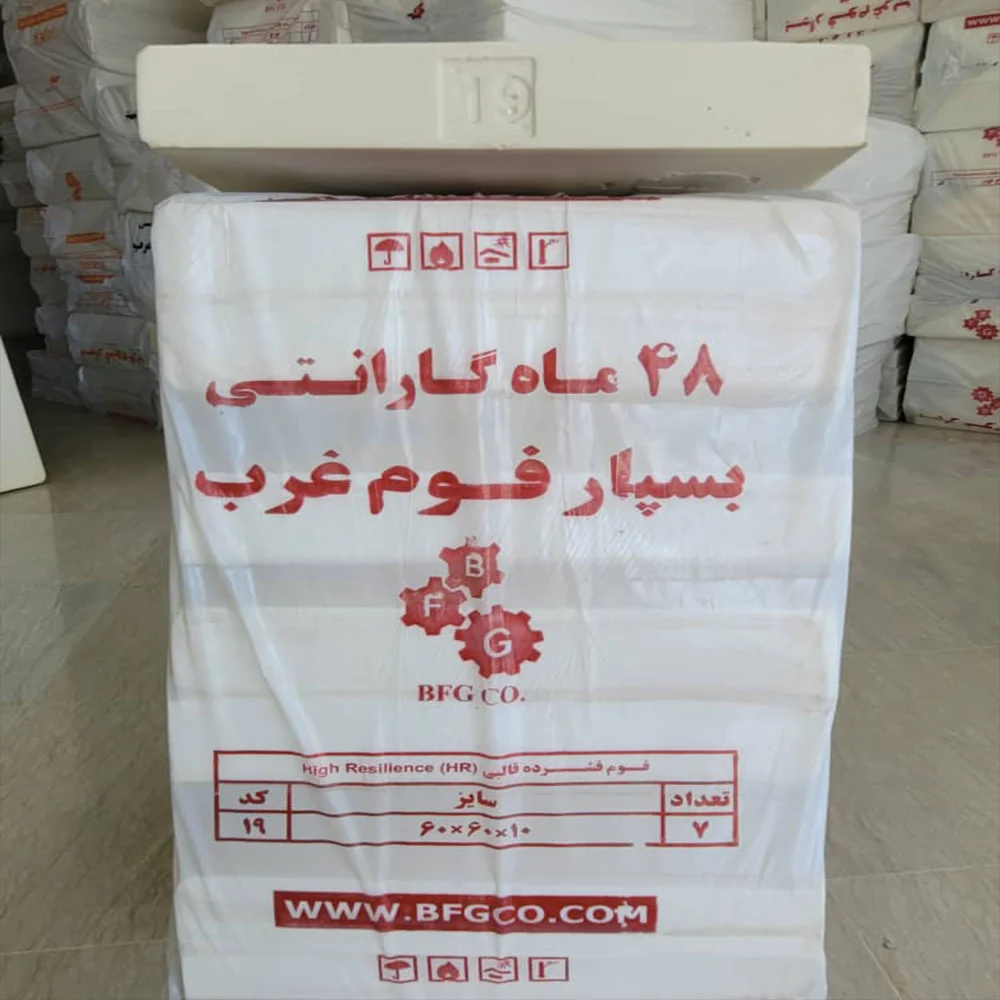 19
۴۸ ماه گارانتی
بسپار فوم غرب
B
F
G
BFG CO.
فوم فشرده قالبی High Resilience (HR)
تعداد سایز کد
۷ ۶۰×۶۰×۱۰ ۱۹
WWW.BFGCO.COM